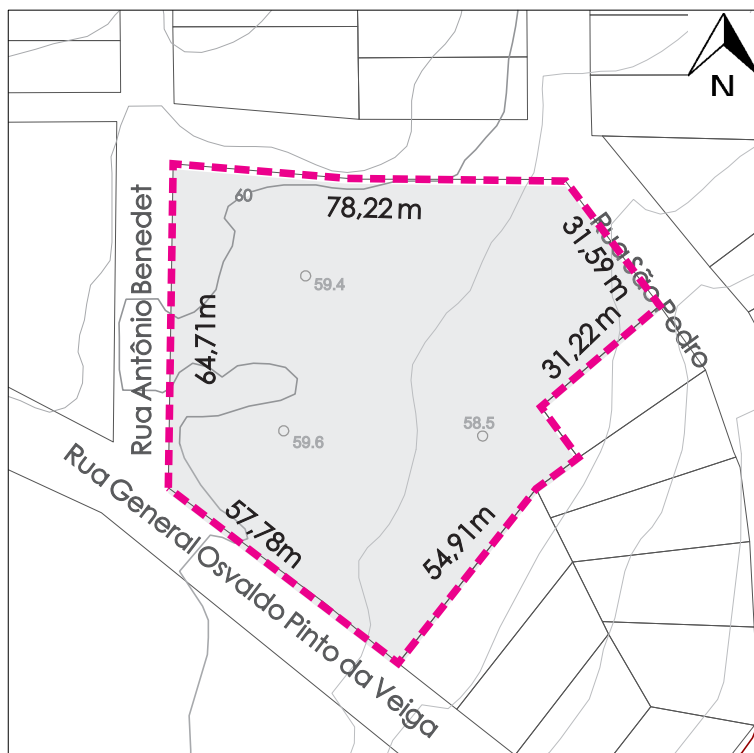 N
60
78,22 m
Rua São Pedro
31,59 m
59.4
Rua Antônio Benedet
64,71m
31,22 m
58.5
59.6
Rua General Osvaldo Pinto da Veiga
57,78m
54,91m